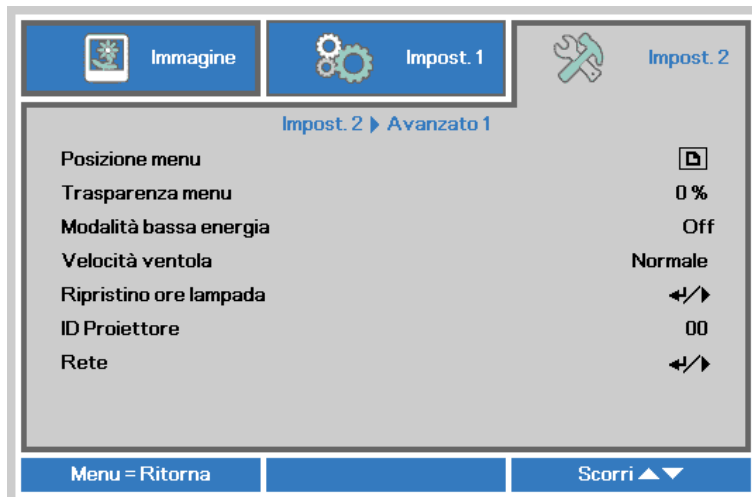 Immagine
Impost. 1
Impost. 2
Impost. 2 Avanzato 1
Posizione menu
Trasparenza menu 0 %
Modalità bassa energia Off
Velocità ventola Normale
Ripristino ore lampada
ID Proiettore 00
Rete
Menu = Ritorna Scorri